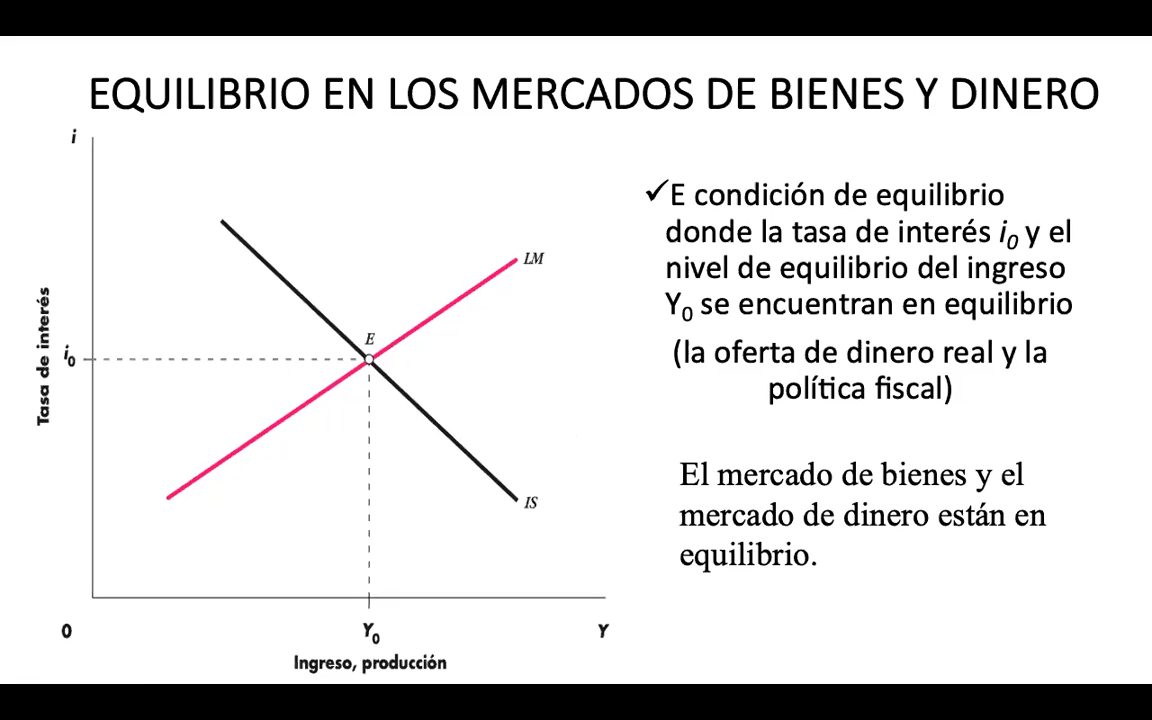 EQUILIBRIO EN LOS MERCADOS DE BIENES Y DINERO
i
Tasa de interés
i0
E
LM
IS
0
Y0
Y
Ingreso, producción
✓E condición de equilibrio
donde la tasa de interés i0 y el
nivel de equilibrio del ingreso
Y0 se encuentran en equilibrio
(la oferta de dinero real y la
política fiscal)
El mercado de bienes y el
mercado de dinero están en
equilibrio.